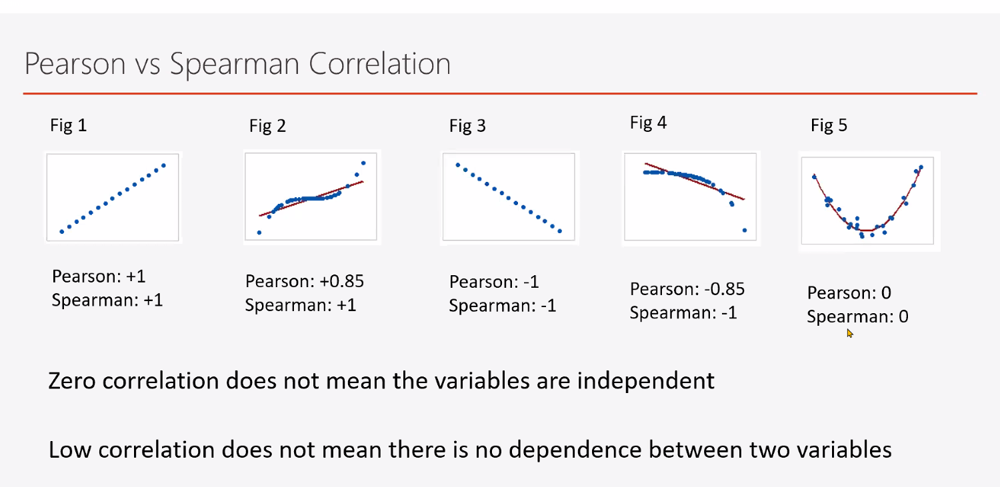 Pearson vs Spearman Correlation
Fig 1
Fig 2
Fig 3
Fig 4
Fig 5
Pearson: +1
Spearman: +1
Pearson: +0.85
Spearman: +1
Pearson: -1
Spearman: -1
Pearson: -0.85
Spearman: -1
Pearson: 0
Spearman: 0
Zero correlation does not mean the variables are independent
Low correlation does not mean there is no dependence between two variables